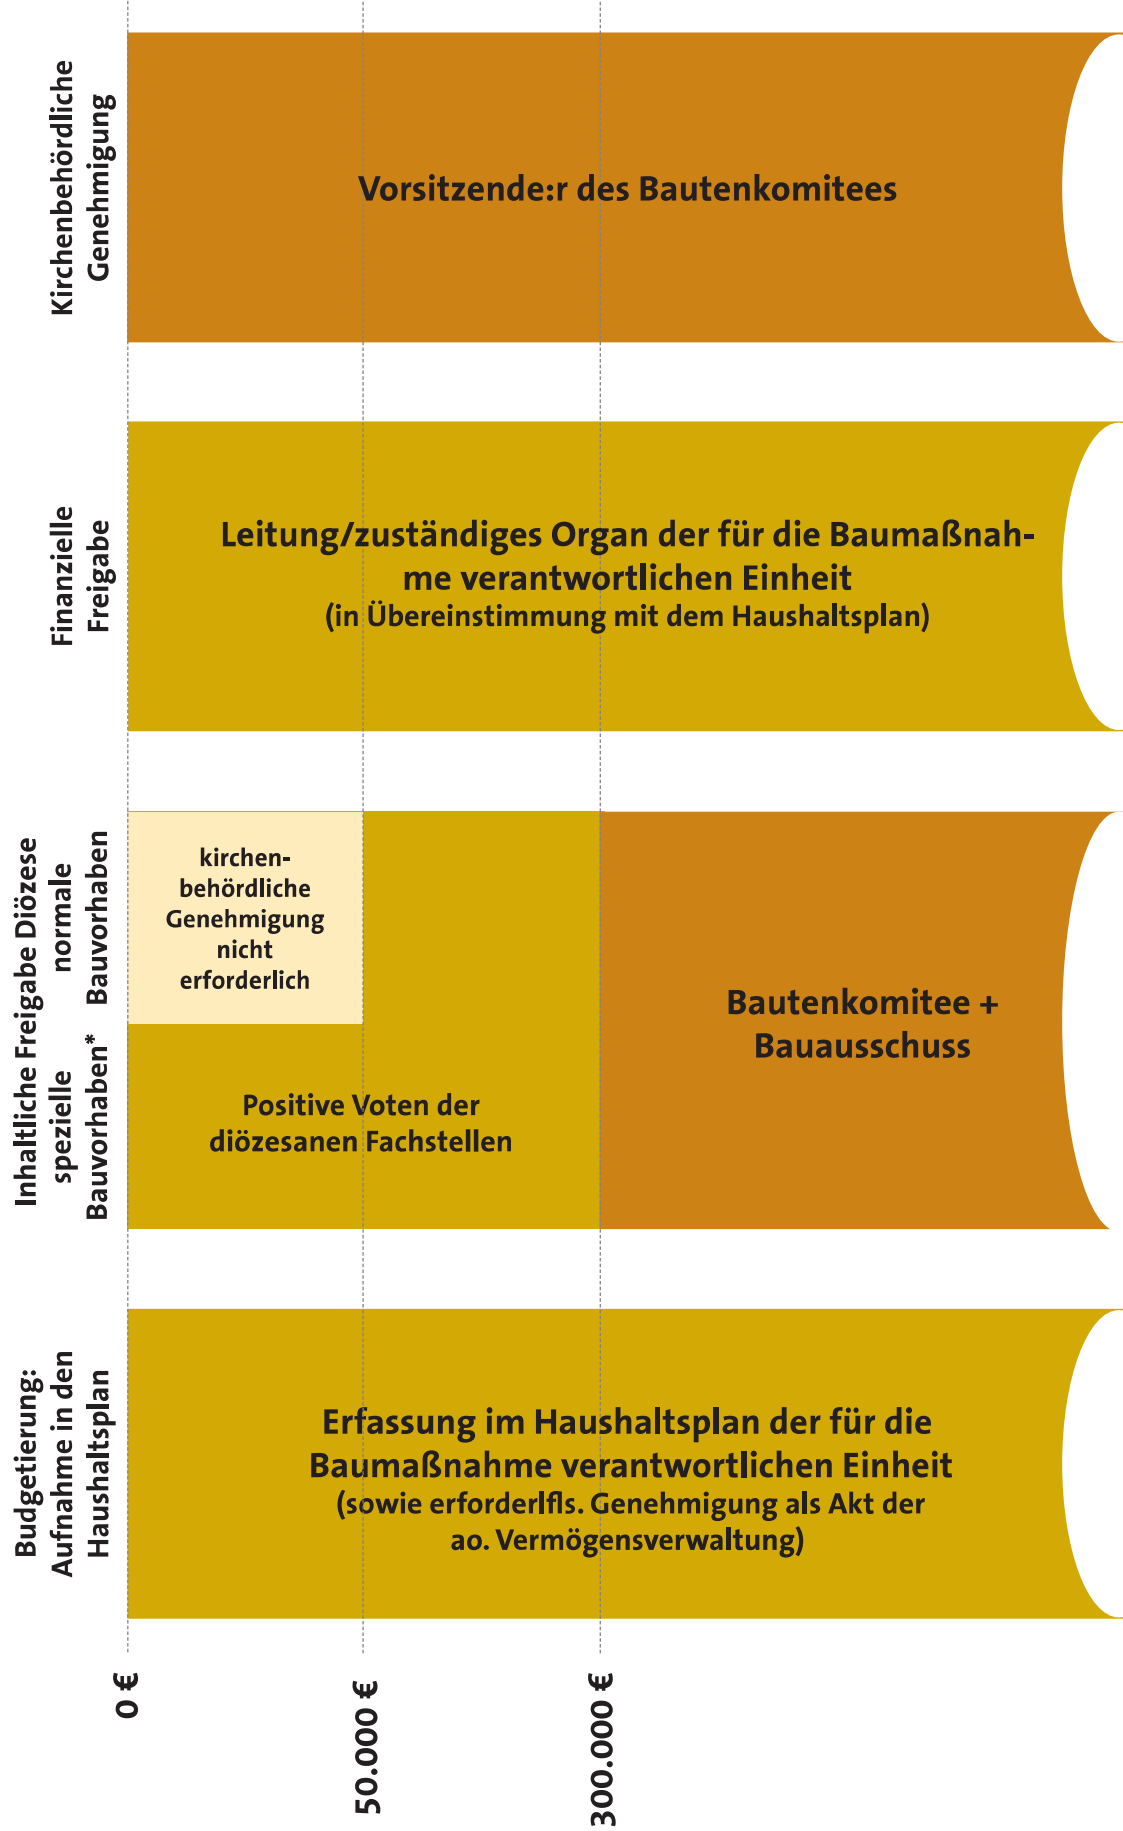 Kirchenbehördliche
Genehmigung
Vorsitzende:r des Bautenkomitees
Finanzielle
Freigabe
Leitung/zuständiges Organ der für die Baumaßnah-
me verantwortlichen Einheit
(in Übereinstimmung mit dem Haushaltsplan)
Inhaltliche Freigabe Diözese
normale
Bauvorhaben
spezielle
Bauvorhaben*
kirchen-
behördliche
Genehmigung
nicht
erforderlich
Positive Voten der
diözesanen Fachstellen
Bautenkomitee +
Bauausschuss
Budgetierung:
Aufnahme in den
Haushaltsplan
Erfassung im Haushaltsplan der für die
Baumaßnahme verantwortlichen Einheit
(sowie erforderlfls. Genehmigung als Akt der
ao. Vermögensverwaltung)
0 €
50.000 €
300.000 €